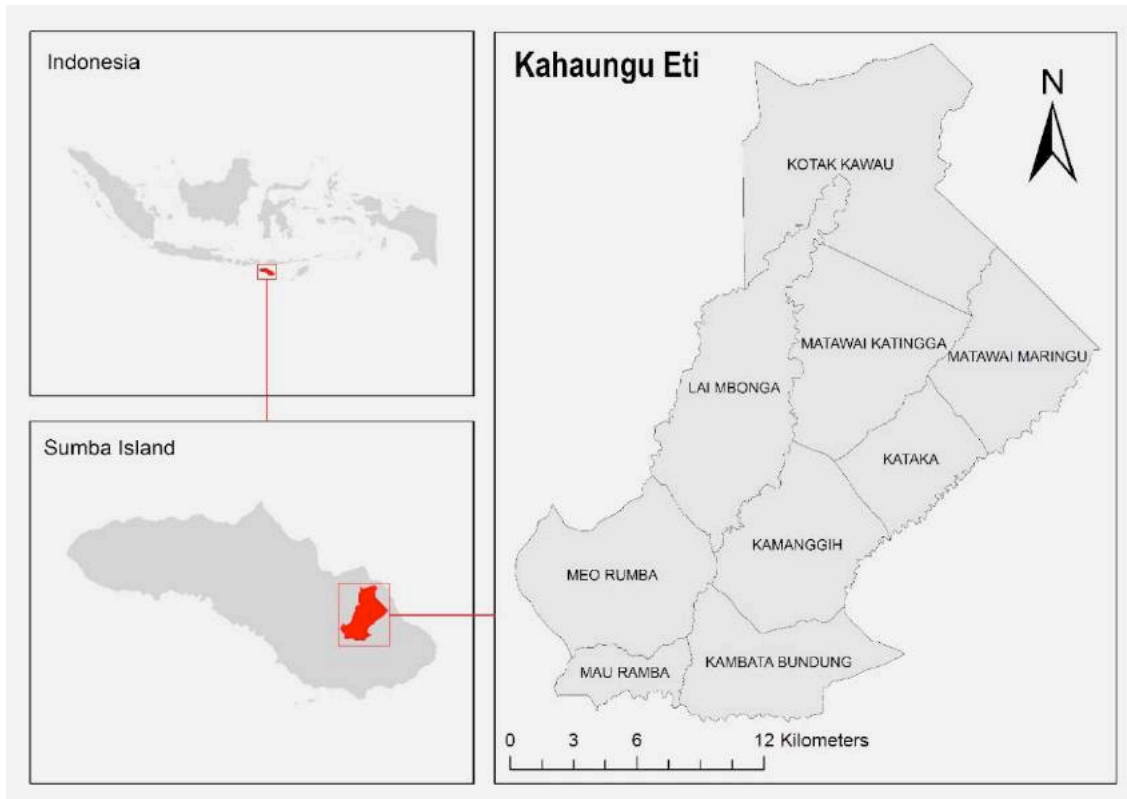 Indonesia
Sumba Island
Kahaungu Eti
N
KOTAK KAWAU
MATAWAI KATINGGA
MATAWAI MARINGU
LAI MBONGA
KATAKA
KAMANGGIH
MEO RUMBA
KAMBATA BUNDUNG
MAU RAMBA
0 3 6 12 Kilometers